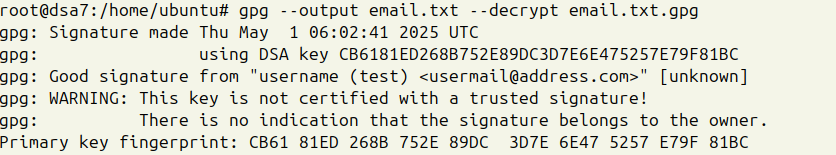 root@dsa7:/home/ubuntu# gpg --output email.txt --decrypt email.txt.gpg
gpg: Signature made Thu May  1 06:02:41 2025 UTC
gpg:                using DSA key CB6181ED268B752E89DC3D7E6E475257E79F81BC
gpg: Good signature from "username (test) <usermail@address.com>" [unknown]
gpg: WARNING: This key is not certified with a trusted signature!
gpg:          There is no indication that the signature belongs to the owner.
Primary key fingerprint: CB61 81ED 268B 752E 89DC  3D7E 6E47 5257 E79F 81BC